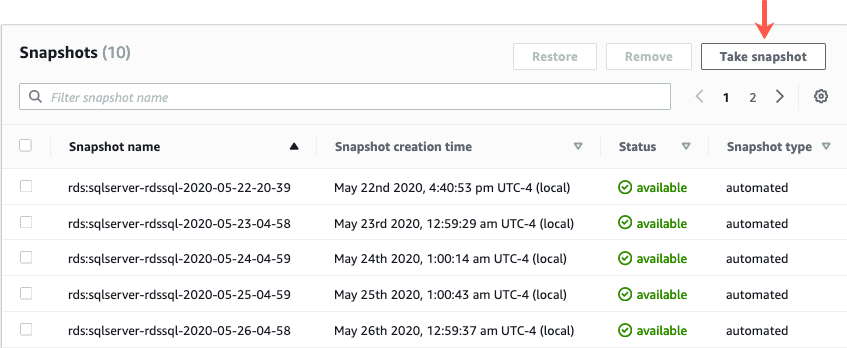 Snapshots (10)
Restore
Remove
Take snapshot
Filter snapshot name
1 2
Snapshot name Snapshot creation time Status Snapshot type
rds:sqlserver-rdssql-2020-05-22-20-39 May 22nd 2020, 4:40:53 pm UTC-4 (local) available automated
rds:sqlserver-rdssql-2020-05-23-04-58 May 23rd 2020, 12:59:29 am UTC-4 (local) available automated
rds:sqlserver-rdssql-2020-05-24-04-59 May 24th 2020, 1:00:14 am UTC-4 (local) available automated
rds:sqlserver-rdssql-2020-05-25-04-59 May 25th 2020, 1:00:43 am UTC-4 (local) available automated
rds:sqlserver-rdssql-2020-05-26-04-58 May 26th 2020, 12:59:37 am UTC-4 (local) available automated